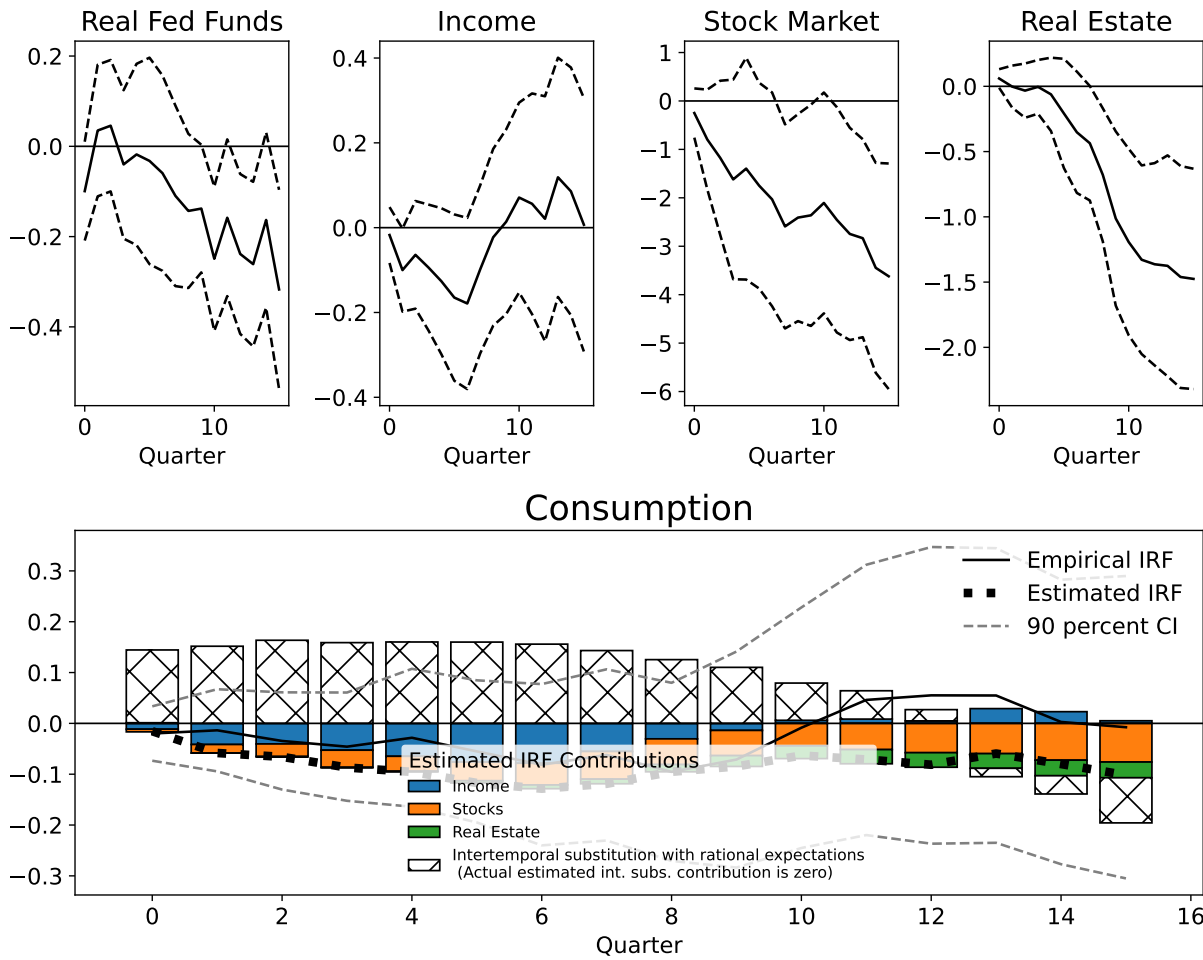 Real Fed Funds
Income
Stock Market
Real Estate
0.2
0.0
−0.2
−0.4
0.4
0.2
0.0
−0.2
−0.4
1
0
−1
−2
−3
−4
−5
−6
0.0
−0.5
−1.0
−1.5
−2.0
0 10
0 10
0 10
0 10
Quarter
Quarter
Quarter
Quarter
Consumption
0.3
0.2
0.1
0.0
−0.1
−0.2
−0.3
Empirical IRF
Estimated IRF
90 percent CI
Estimated IRF Contributions
Income
Stocks
Real Estate
Intertemporal substitution with rational expectations
(Actual estimated int. subs. contribution is zero)
0 2 4 6 8 10 12 14 16
Quarter